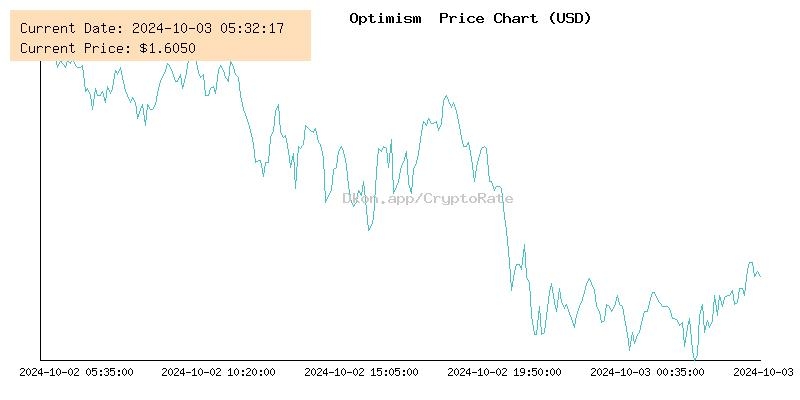 Optimism  Price Chart (USD)
Current Date: 2024-10-03 05:32:17
Current Price: $1.6050
Dkon.app/CryptoRate
2024-10-02 05:35:00 2024-10-02 10:20:00 2024-10-02 15:05:00 2024-10-02 19:50:00 2024-10-03 00:35:00 2024-10-03